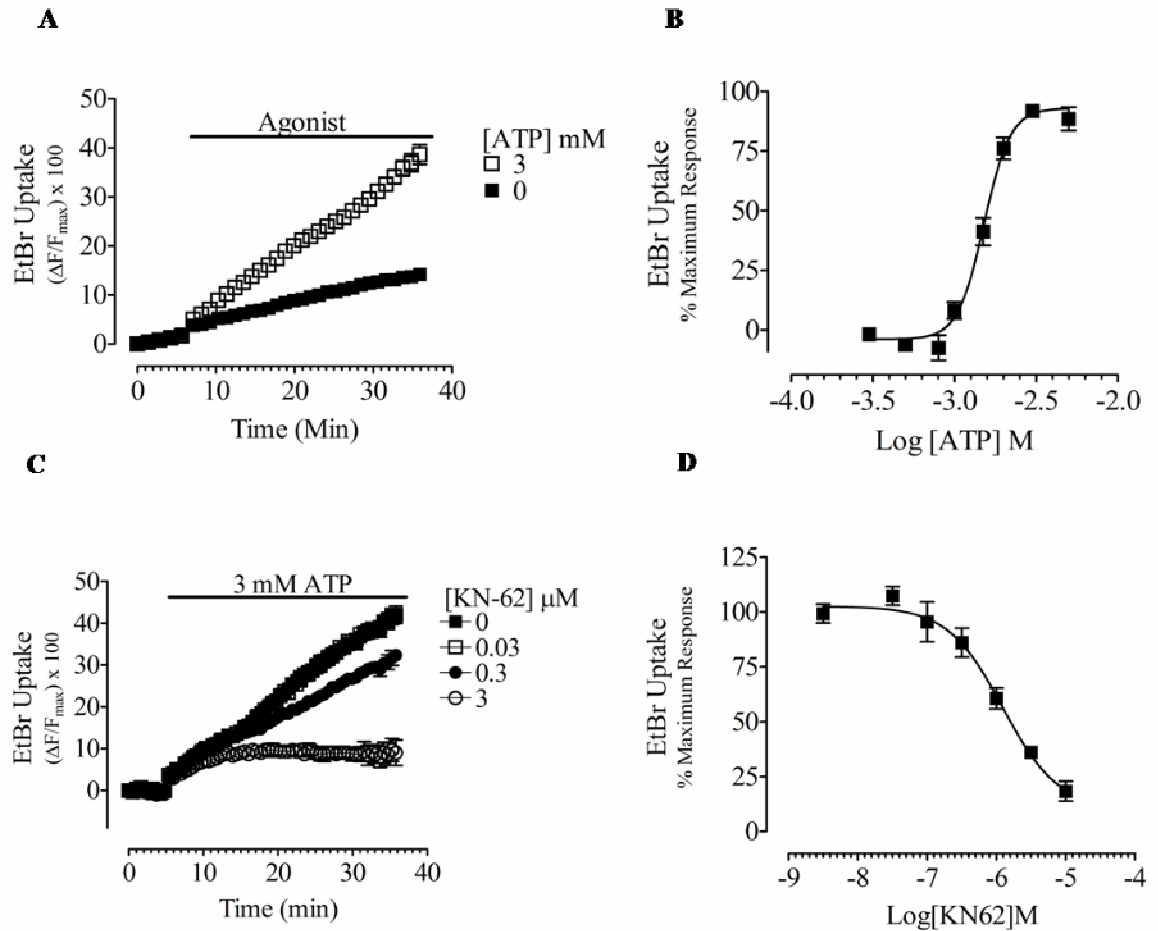 A
EtBr Uptake
(ΔF/Fmax) x 100
50
40
30
20
10
0
Agonist
[ATP] mM
3
0
0 10 20 30 40
Time (Min)
B
EtBr Uptake
% Maximum Response
100
75
50
25
0
-4.0 -3.5 -3.0 -2.5 -2.0
Log [ATP] M
C
EtBr Uptake
(ΔF/Fmax) x 100
50
40
30
20
10
0
3 mM ATP
[KN-62] μM
0
0.03
0.3
3
0 10 20 30 40
Time (min)
D
EtBr Uptake
% Maximum Response
125
100
75
50
25
0
-9 -8 -7 -6 -5 -4
Log[KN62]M